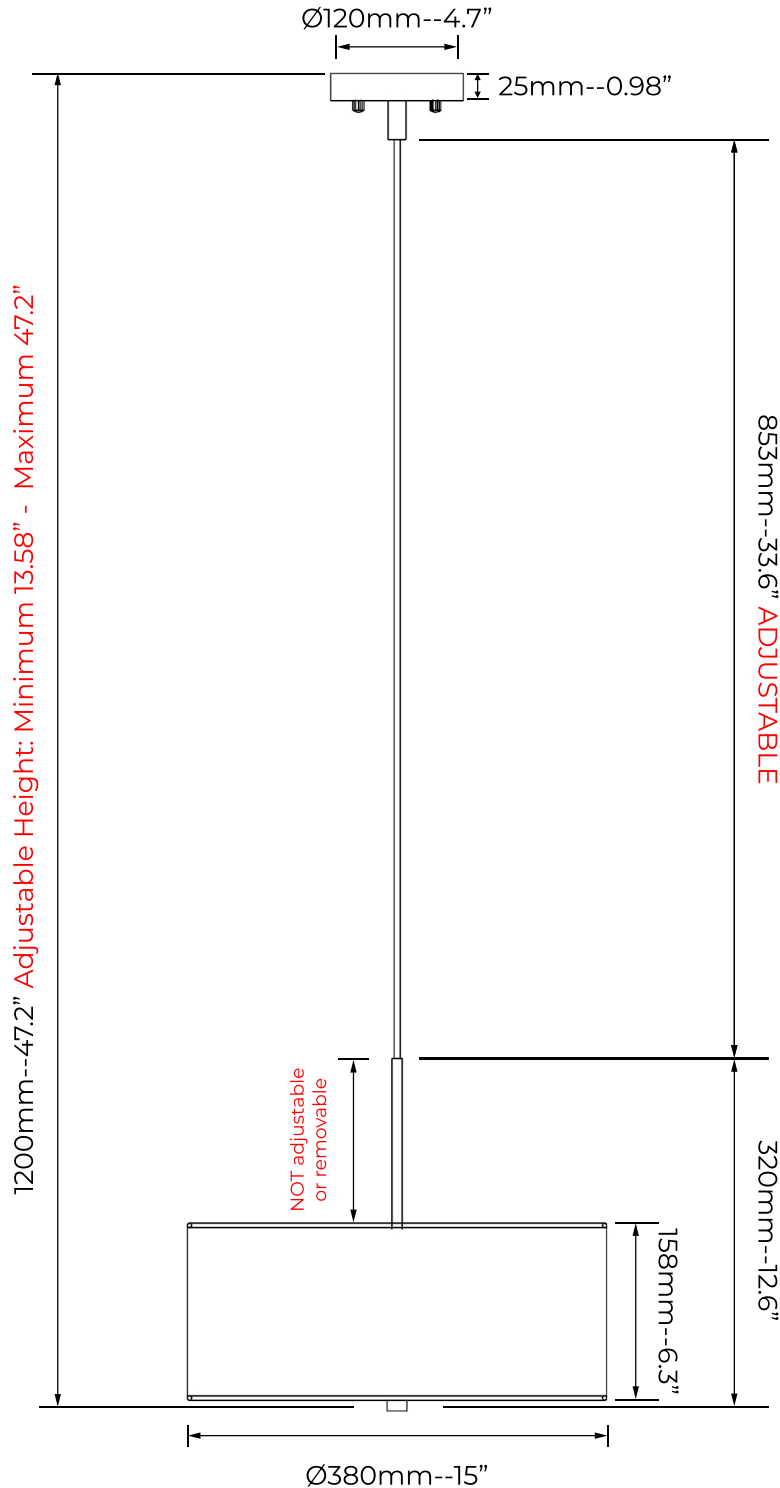 Ø120mm--4.7”
25mm--0.98”
1200mm--47.2” Adjustable Height: Minimum 13.58” - Maximum 47.2”
853mm--33.6” ADJUSTABLE
NOT adjustable
or removable
320mm--12.6”
158mm--6.3”
Ø380mm--15”